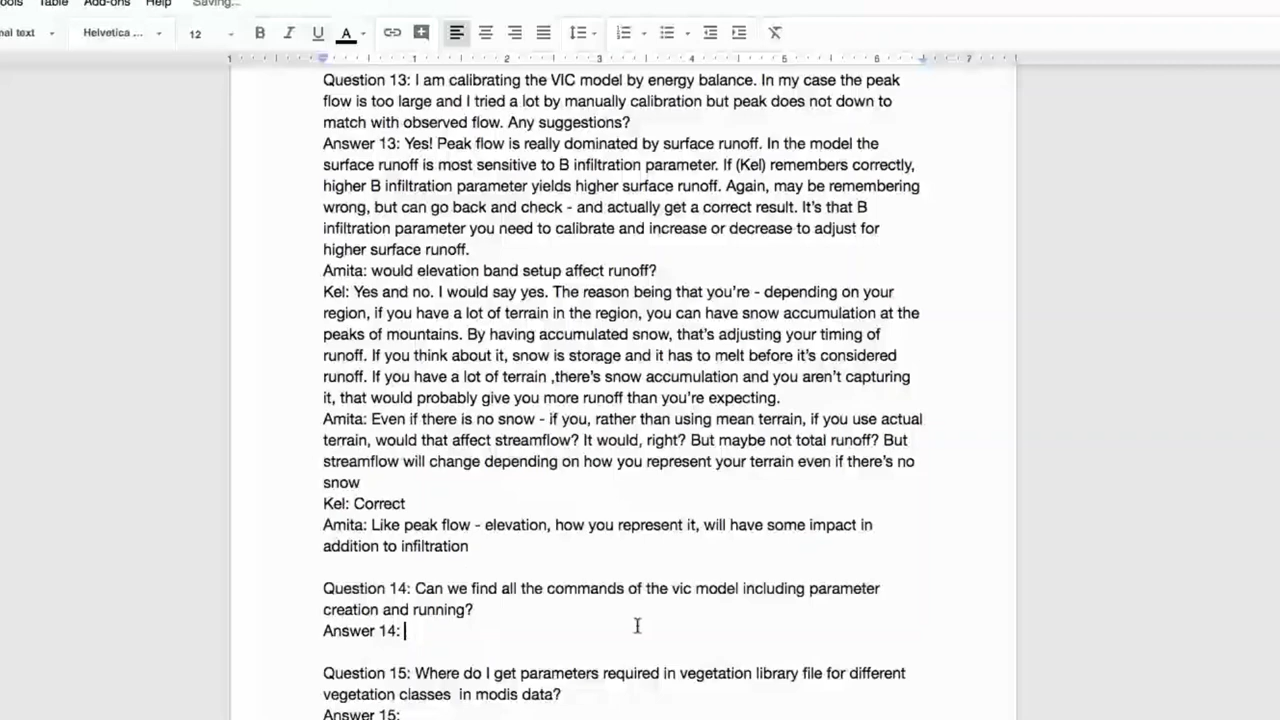 ools Table Add-ons Help Saving...
nal text Helvetica ... 12 B I U A
1 1 2 3 4 5 6 7
Question 13: I am calibrating the VIC model by energy balance. In my case the peak
flow is too large and I tried a lot by manually calibration but peak does not down to
match with observed flow. Any suggestions?
Answer 13: Yes! Peak flow is really dominated by surface runoff. In the model the
surface runoff is most sensitive to B infiltration parameter. If (Kel) remembers correctly,
higher B infiltration parameter yields higher surface runoff. Again, may be remembering
wrong, but can go back and check - and actually get a correct result. It's that B
infiltration parameter you need to calibrate and increase or decrease to adjust for
higher surface runoff.
Amita: would elevation band setup affect runoff?
Kel: Yes and no. I would say yes. The reason being that you're - depending on your
region, if you have a lot of terrain in the region, you can have snow accumulation at the
peaks of mountains. By having accumulated snow, that's adjusting your timing of
runoff. If you think about it, snow is storage and it has to melt before it's considered
runoff. If you have a lot of terrain ,there's snow accumulation and you aren't capturing
it, that would probably give you more runoff than you're expecting.
Amita: Even if there is no snow - if you, rather than using mean terrain, if you use actual
terrain, would that affect streamflow? It would, right? But maybe not total runoff? But
streamflow will change depending on how you represent your terrain even if there's no
snow
Kel: Correct
Amita: Like peak flow - elevation, how you represent it, will have some impact in
addition to infiltration
Question 14: Can we find all the commands of the vic model including parameter
creation and running?
Answer 14:
Question 15: Where do I get parameters required in vegetation library file for different
vegetation classes  in modis data?
Answer 15: